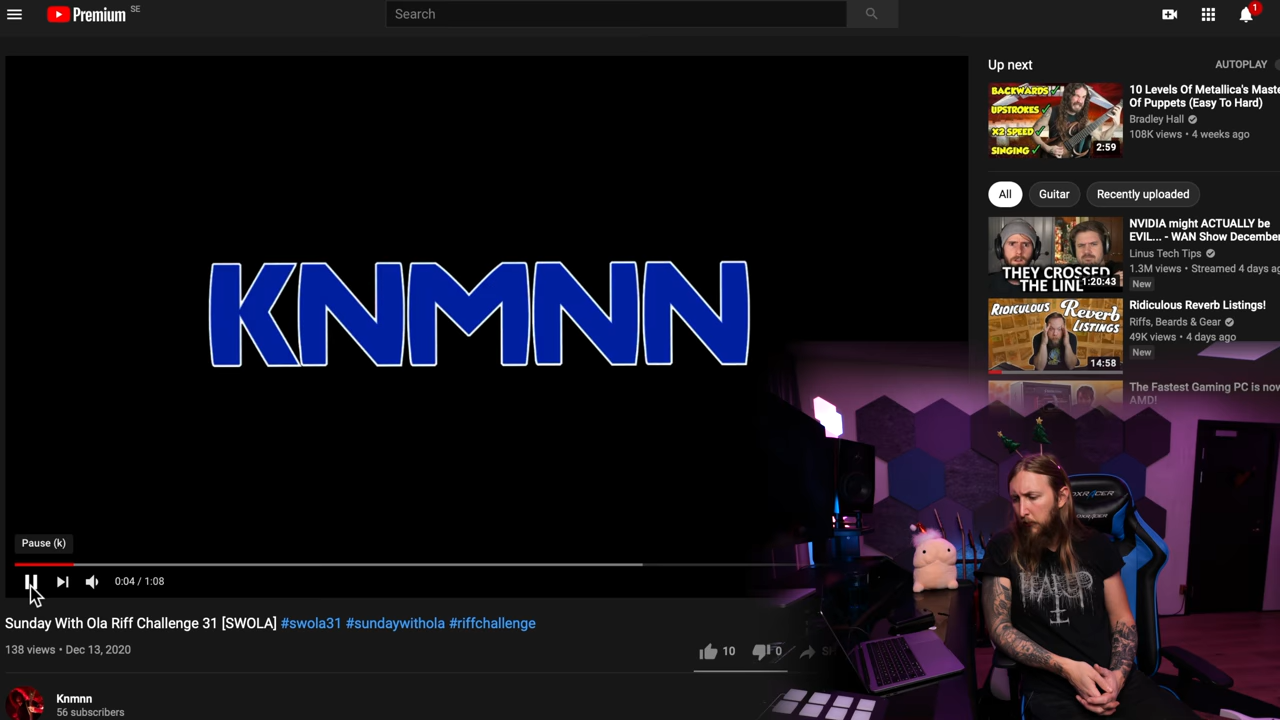 Premium SE
Search
1
KNMNN
Pause (k)
0:04 / 1:08
Sunday With Ola Riff Challenge 31 [SWOLA] #swola31 #sundaywithola #riffchallenge
138 views • Dec 13, 2020
10
0
SH
Knmnn
56 subscribers
Up next
AUTOPLAY
BACKWARDS
UPSTROKES
X2 SPEED
SINGING
2:59
10 Levels Of Metallica's Maste
Of Puppets (Easy To Hard)
Bradley Hall
108K views • 4 weeks ago
All
Guitar
Recently uploaded
THEY CROSSED
THE LINE
1:20:43
NVIDIA might ACTUALLY be
EVIL... - WAN Show December
Linus Tech Tips
1.3M views • Streamed 4 days ag
New
RIDICULOUS Reverb
LISTINGS
14:58
Ridiculous Reverb Listings!
Riffs, Beards & Gear
49K views • 4 days ago
New
The Fastest Gaming PC is now
AMD!
DXRACER
DXRACER